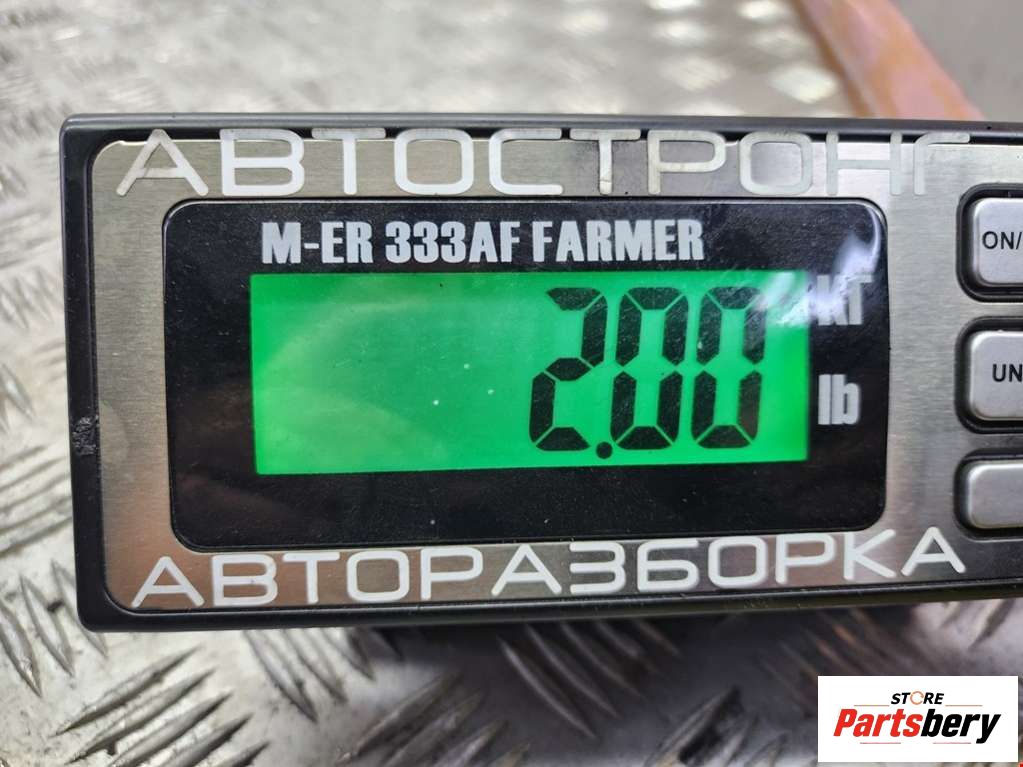 АВТОСТРОНГ
M-ER 333AF FARMER
2.00
КГ
lb
ON/
UN
АВТОРАЗБОРКА
STORE
Partsbery